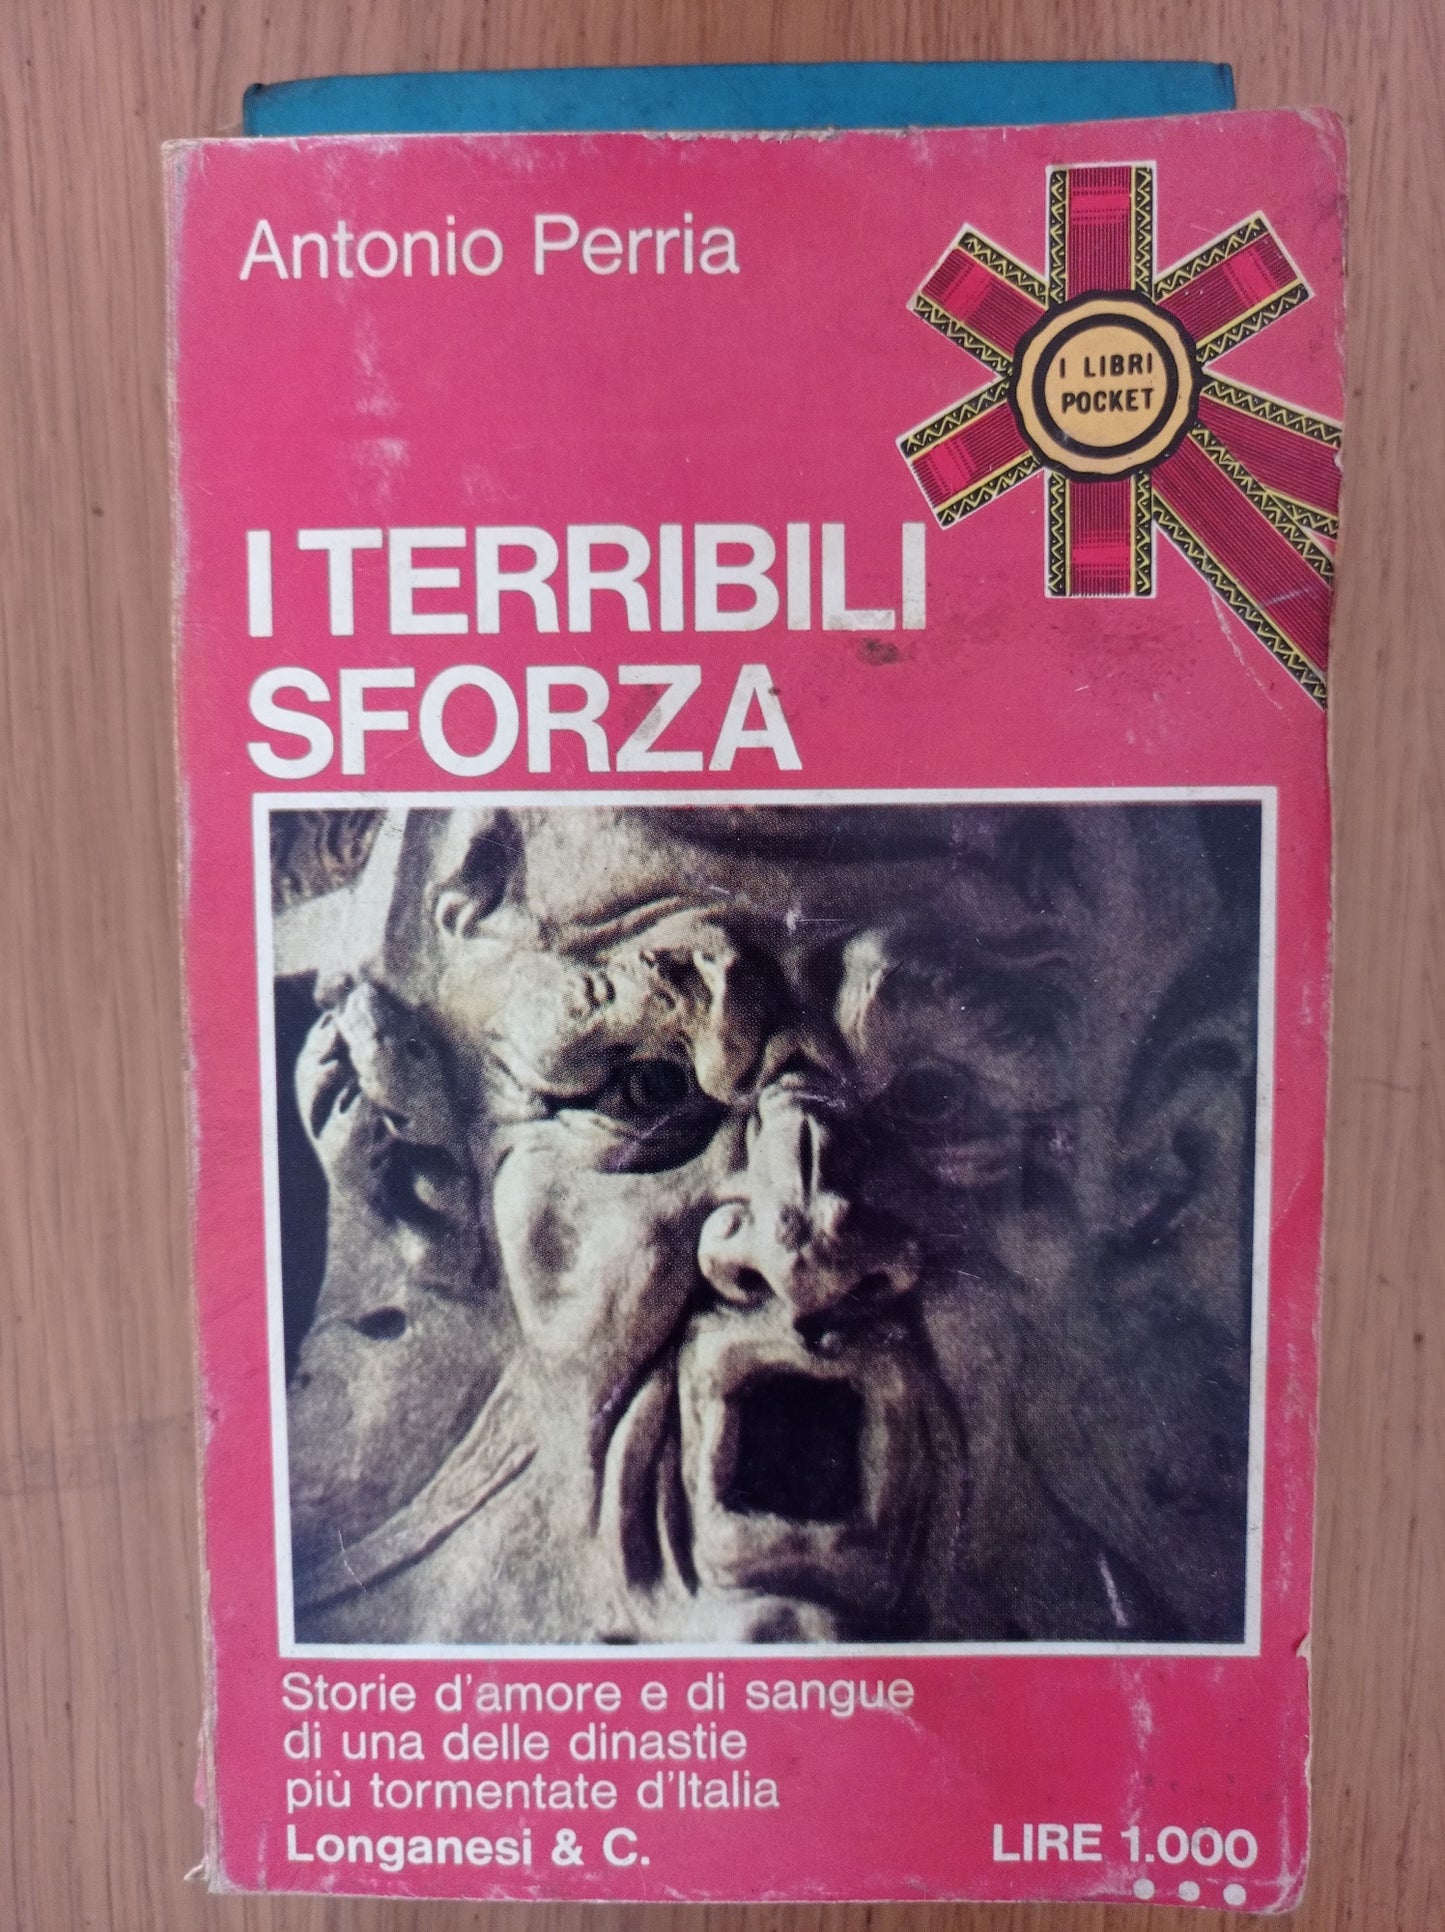 Antonio Perria
I LIBRI
POCKET
I TERRIBILI
SFORZA
Storie d'amore e di sangue
di una delle dinastie
più tormentate d'Italia
Longanesi & C.
LIRE 1.000